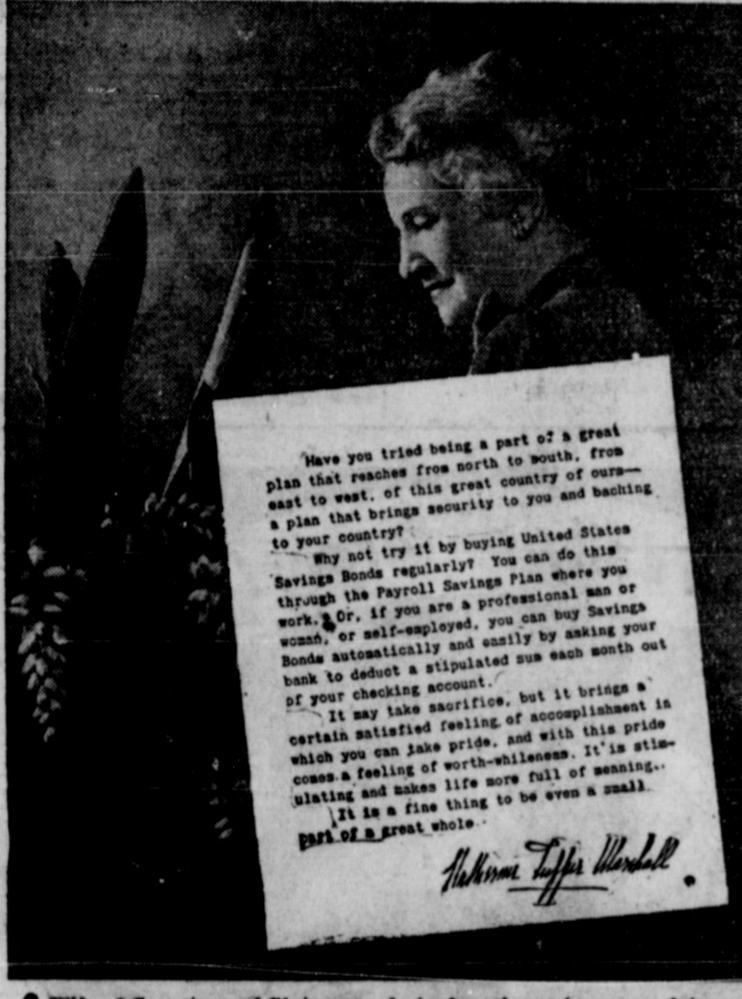 Have you tried being a part of a great
plan that reaches from north to south, from
east to west, of this great country of ours—
a plan that brings security to you and backing
to your country?
Why not try it by buying United States
Savings Bonds regularly? You can do this
through the Payroll Savings Plan where you
work. Or, if you are a professional man or
woman, or self-employed, you can buy Savings
Bonds automatically and easily by asking your
bank to deduct a stipulated sum each month out
of your checking account.
It may take sacrifice, but it brings a
certain satisfied feeling of accomplishment in
which you can take pride, and with this pride
comes a feeling of worth-whileness. It is stim-
ulating and makes life more full of meaning..
It is a fine thing to be even a small
part of a great whole.
Katherine Tupper Marshall